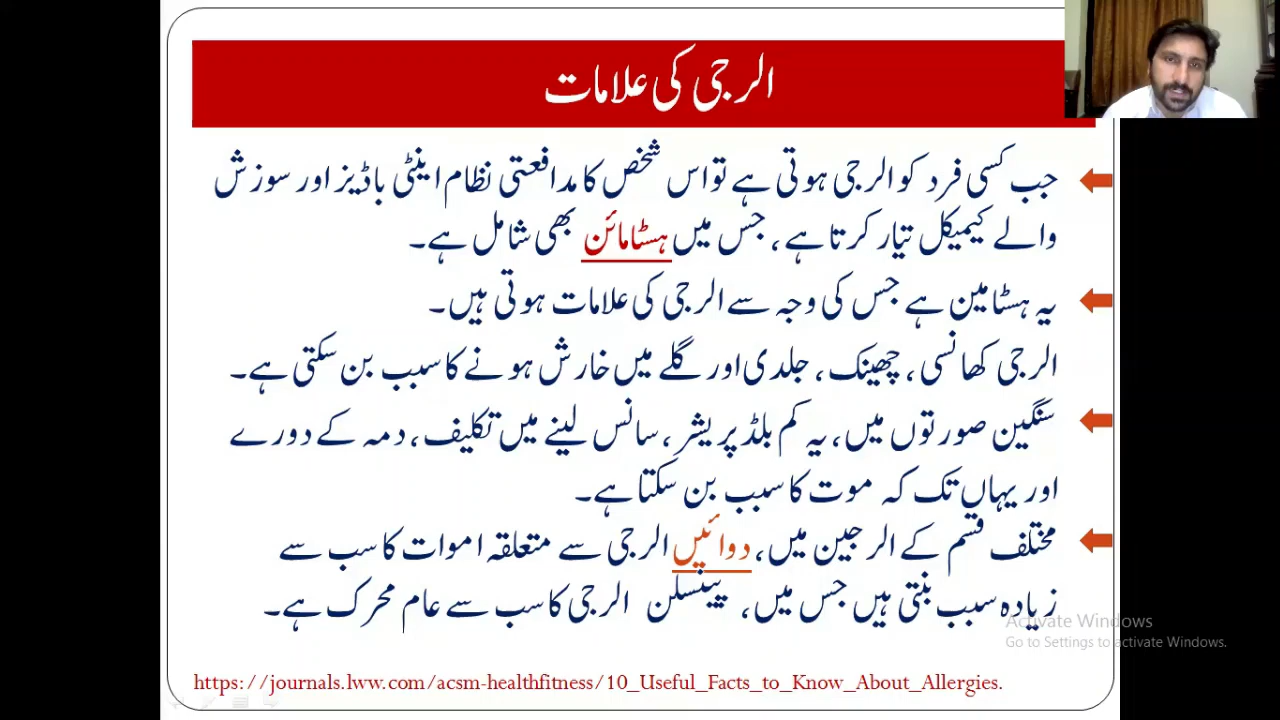 الرجی کی علامات
جب کسی فرد کو الرجی ہوتی ہے تو اس شخص کا مدافعتی نظام اینٹی باڈیز اور سوزش
والے کیمیکل تیار کرتا ہے، جس میں ہسٹامائن بھی شامل ہے۔
یہ ہسٹامین ہے جس کی وجہ سے الرجی کی علامات ہوتی ہیں۔
الرجی کھانسی، چھینک، جلدی اور گلے میں خارش ہونے کا سبب بن سکتی ہے۔
سنگین صورتوں میں، یہ کم بلڈ پریشر، سانس لینے میں تکلیف، دمہ کے دورے
اور یہاں تک کہ موت کا سبب بن سکتا ہے۔
مختلف قسم کے الرجین میں، دوائیں الرجی سے متعلقہ اموات کا سب سے
زیادہ سبب بنتی ہیں جس میں، پینسلن الرجی کا سب سے عام محرک ہے۔
Activate Windows
Go to Settings to activate Windows.
https://journals.lww.com/acsm-healthfitness/10_Useful_Facts_to_Know_About_Allergies.